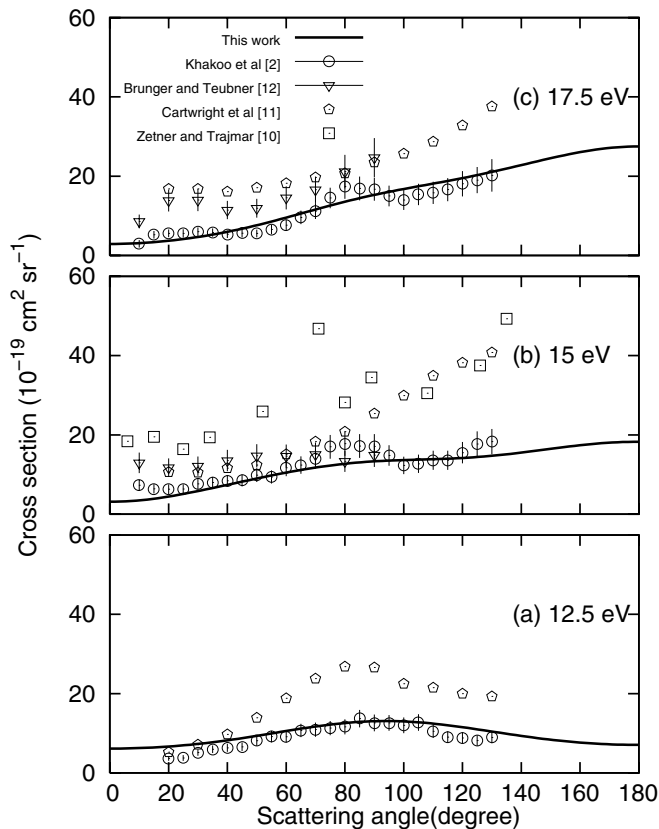 60
40
20
0
This work
Khakoo et al [2]
Brunger and Teubner [12]
Cartwright et al [11]
Zetner and Trajmar [10]
(c) 17.5 eV
60
40
20
0
(b) 15 eV
60
40
20
0
(a) 12.5 eV
Cross section (10⁻¹⁹ cm² sr⁻¹)
0 20 40 60 80 100 120 140 160 180
Scattering angle(degree)